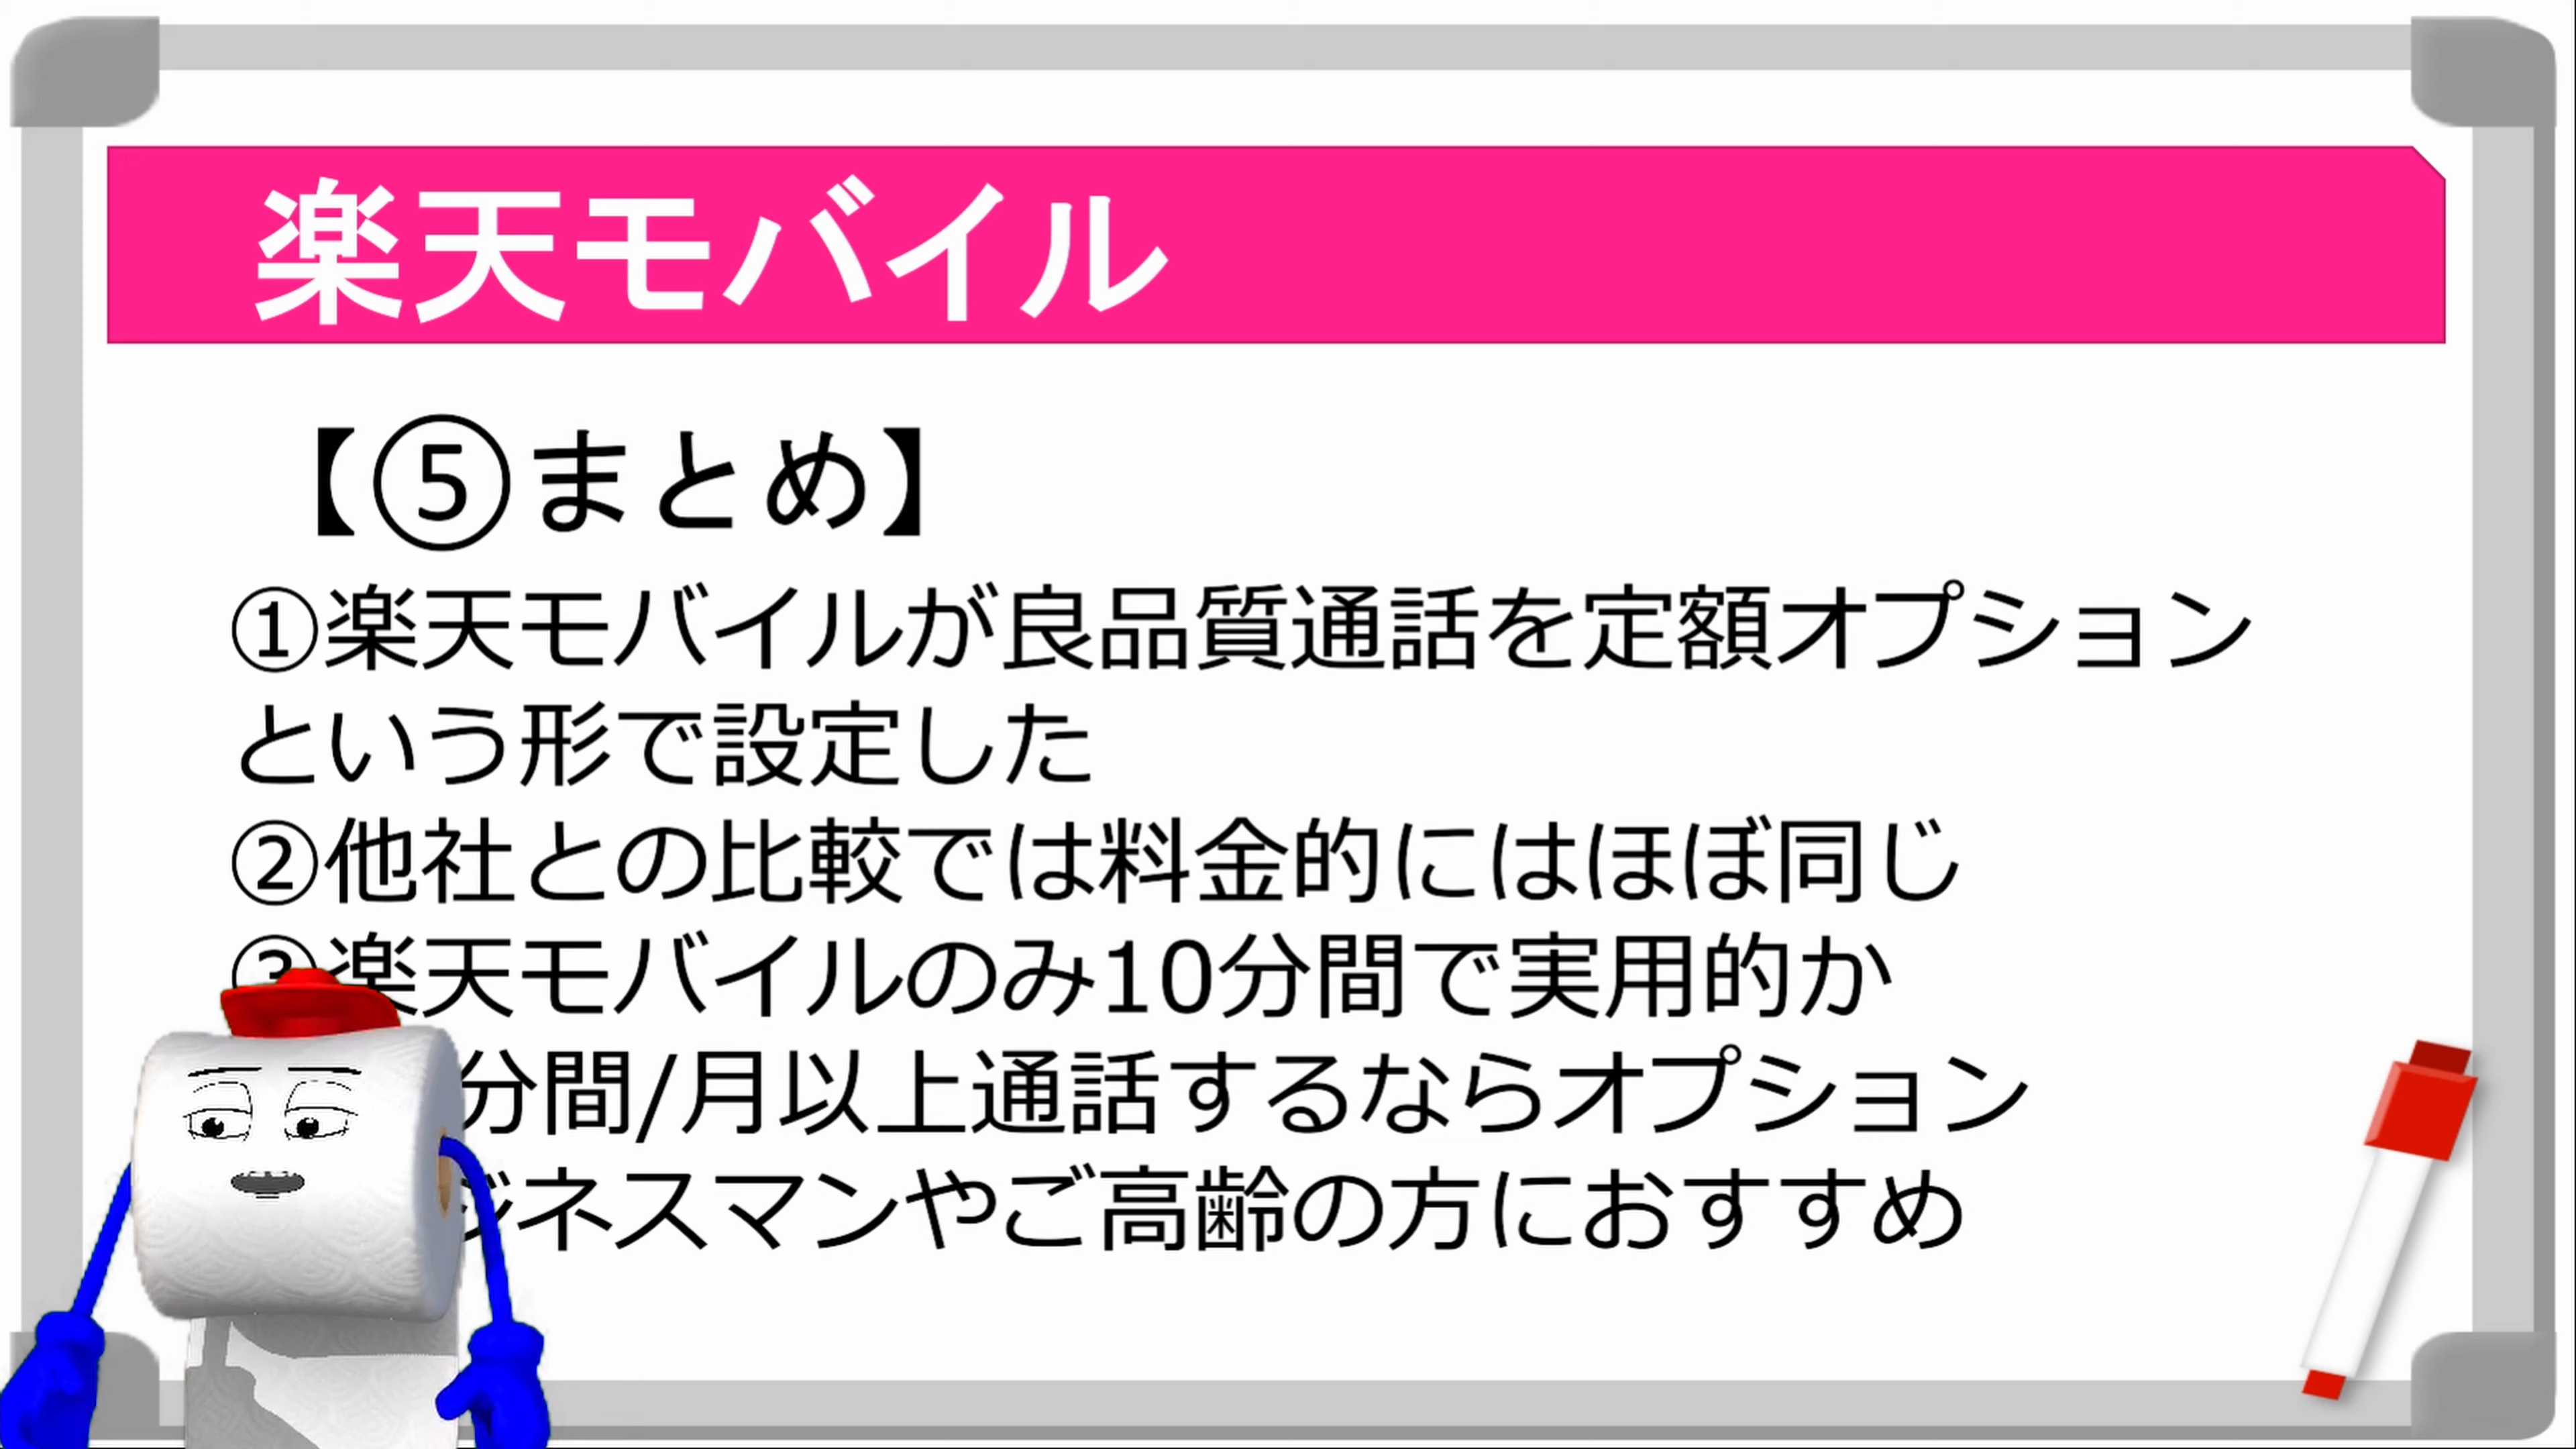 楽天モバイル
【⑤まとめ】
①楽天モバイルが良品質通話を定額オプション
という形で設定した
②他社との比較では料金的にはほぼ同じ
③楽天モバイルのみ10分間で実用的か
分間/月以上通話するならオプション
ジネスマンやご高齢の方におすすめ